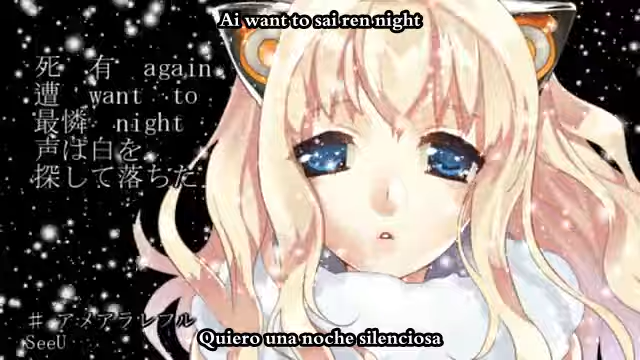 Ai want to sai ren night
死 有 again
遭 want to
最憐 night
声は白を
探して落ちた
♯ アメアラレフル
SeeU
Quiero una noche silenciosa